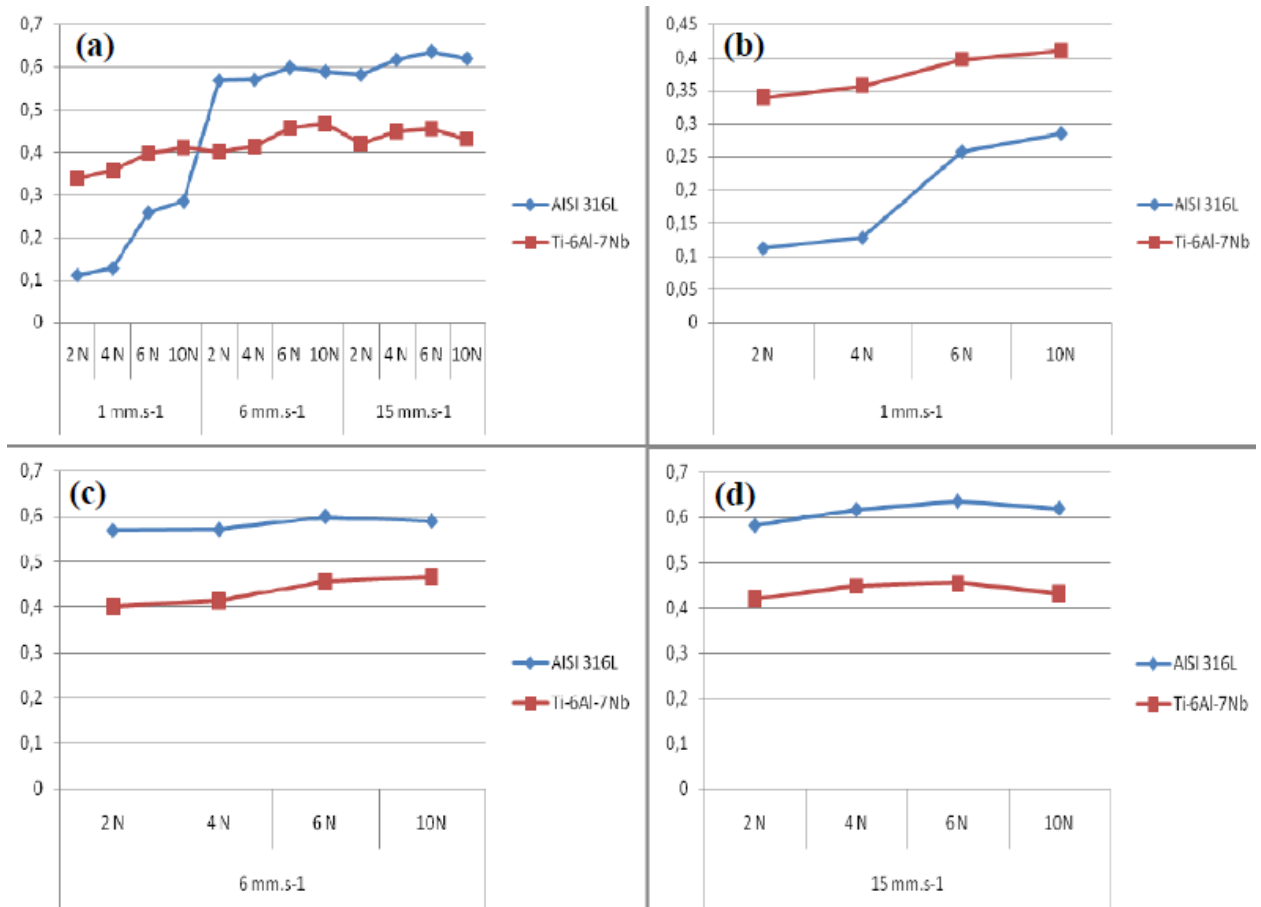 (a)
0,7
0,6
0,5
0,4
0,3
0,2
0,1
0
2 N 4 N 6 N 10N 2 N 4 N 6 N 10N 2 N 4 N 6 N 10N
1 mm.s-1 6 mm.s-1 15 mm.s-1
AISI 316L
Ti-6Al-7Nb
(b)
0,45
0,4
0,35
0,3
0,25
0,2
0,15
0,1
0,05
0
2 N 4 N 6 N 10N
1 mm.s-1
AISI 316L
Ti-6Al-7Nb
(c)
0,7
0,6
0,5
0,4
0,3
0,2
0,1
0
2 N 4 N 6 N 10N
6 mm.s-1
AISI 316L
Ti-6Al-7Nb
(d)
0,7
0,6
0,5
0,4
0,3
0,2
0,1
0
2 N 4 N 6 N 10N
15 mm.s-1
AISI 316L
Ti-6Al-7Nb